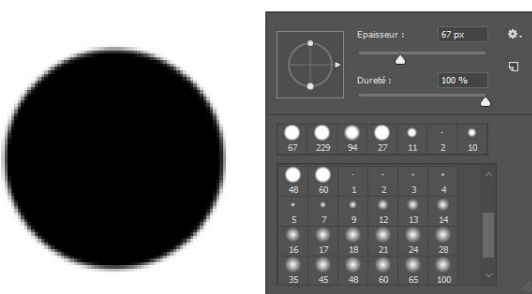 Epaisseur : 67 px
Dureté : 100 %
67 229 94 27 11 2 10
48 60 1 2 3 4
5 7 9 12 13 14
16 17 18 21 24 28
35 45 48 60 65 100